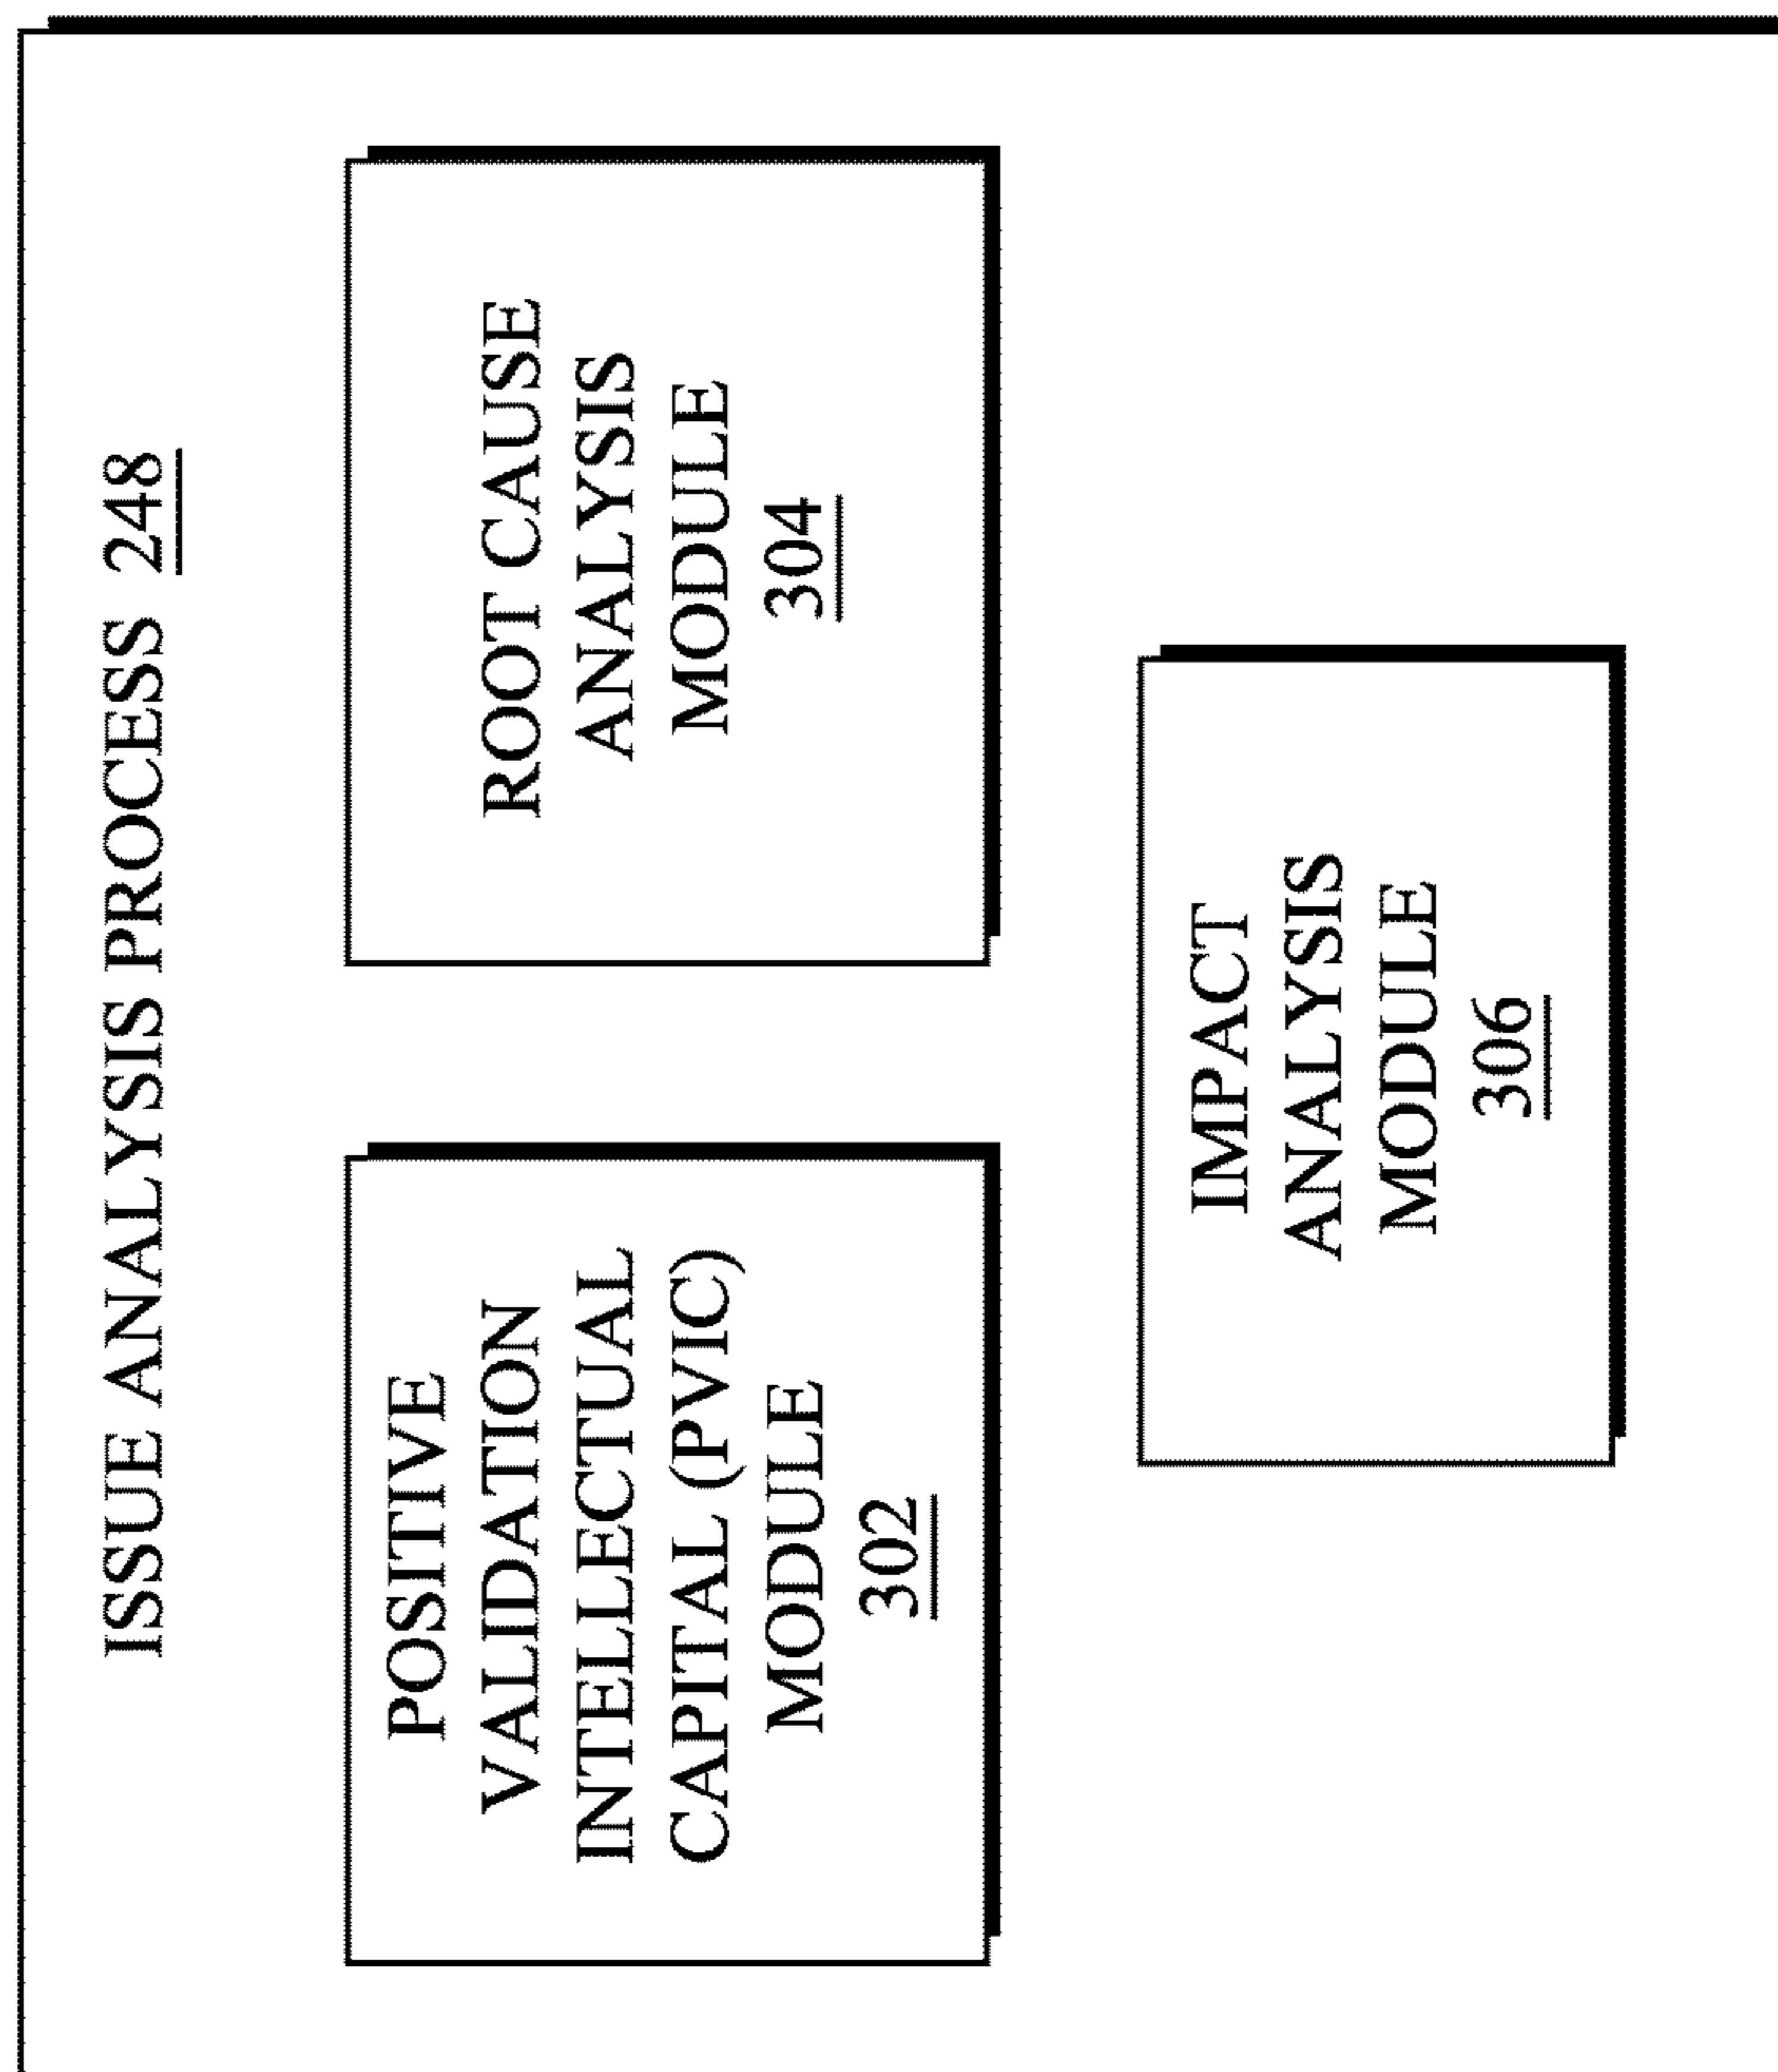 ISSUE ANALYSIS PROCESS 248
POSITIVE
VALIDATION
INTELLECTUAL
CAPITAL (PVIC)
MODULE
302
ROOT CAUSE
ANALYSIS
MODULE
304
IMPACT
ANALYSIS
MODULE
306